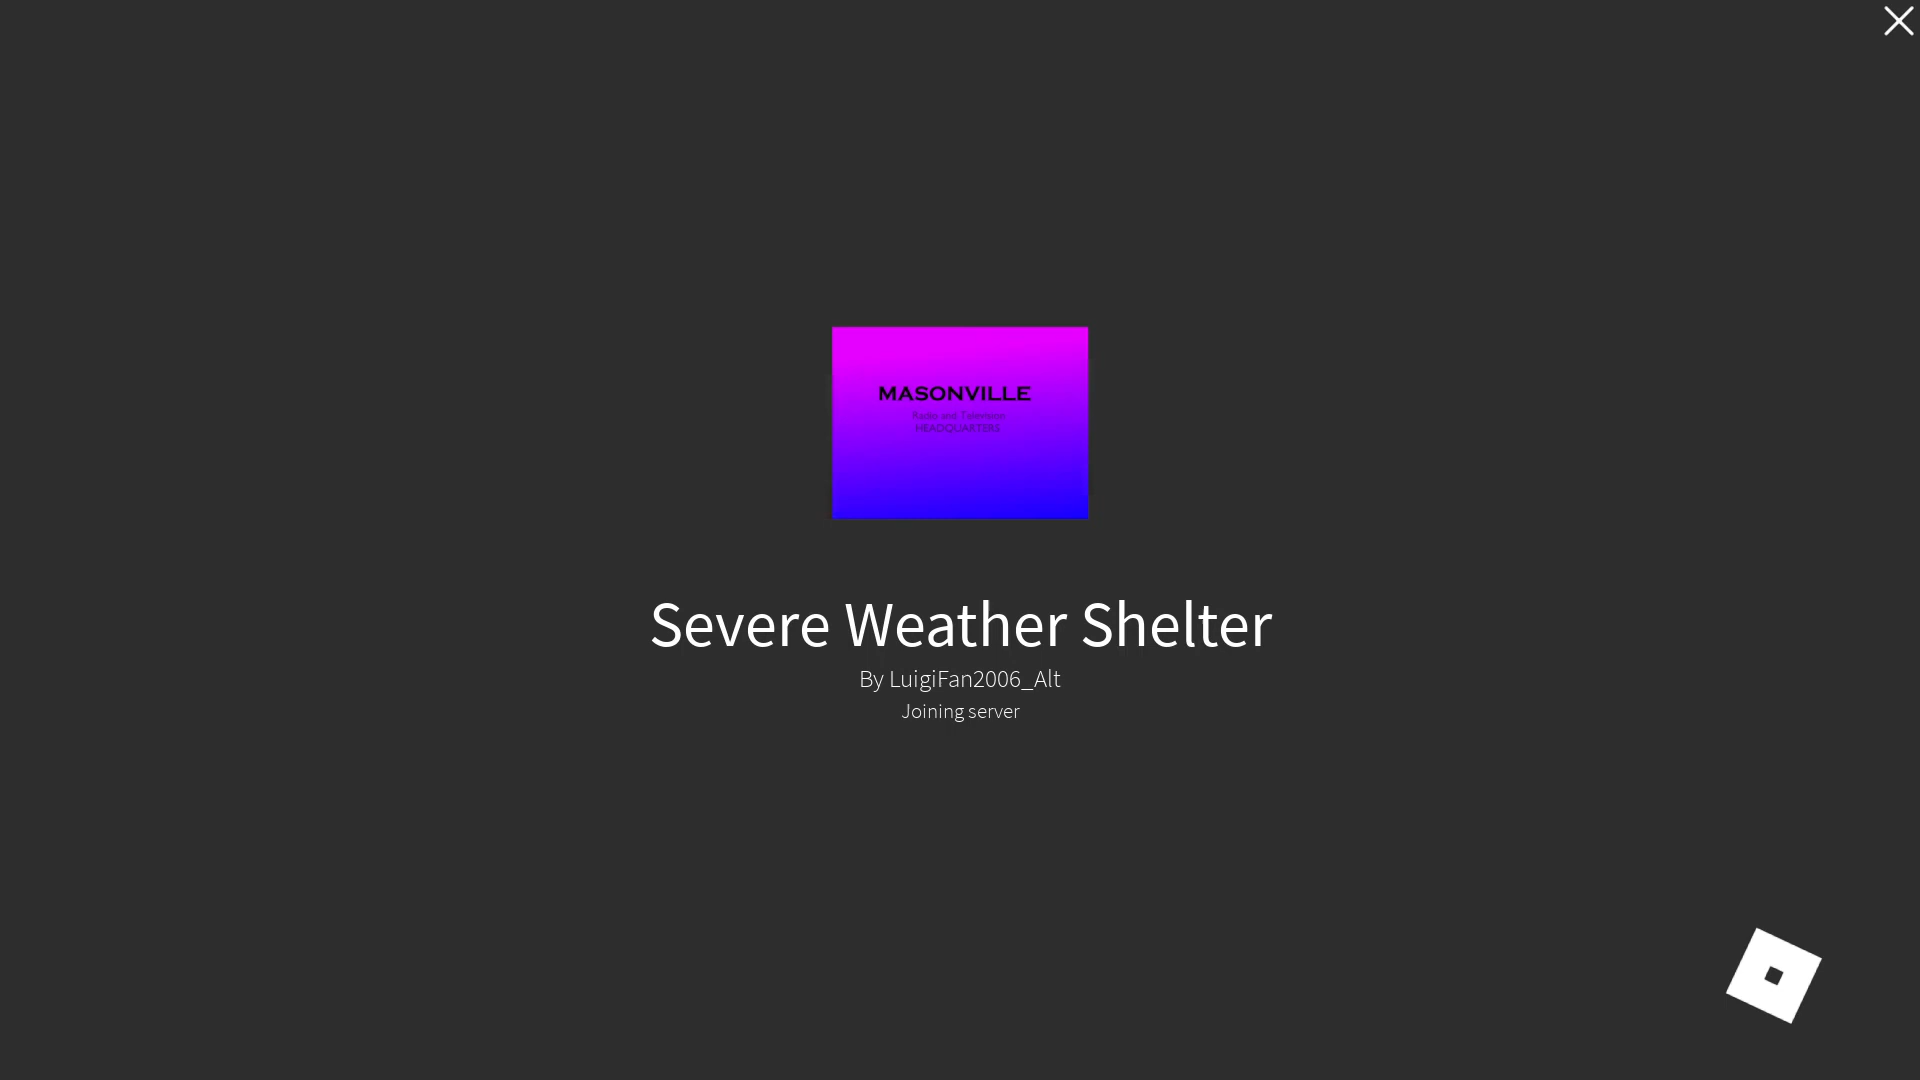 MASONVILLE
Radio and Television
HEADQUARTERS
Severe Weather Shelter
By LuigiFan2006_Alt
Joining server